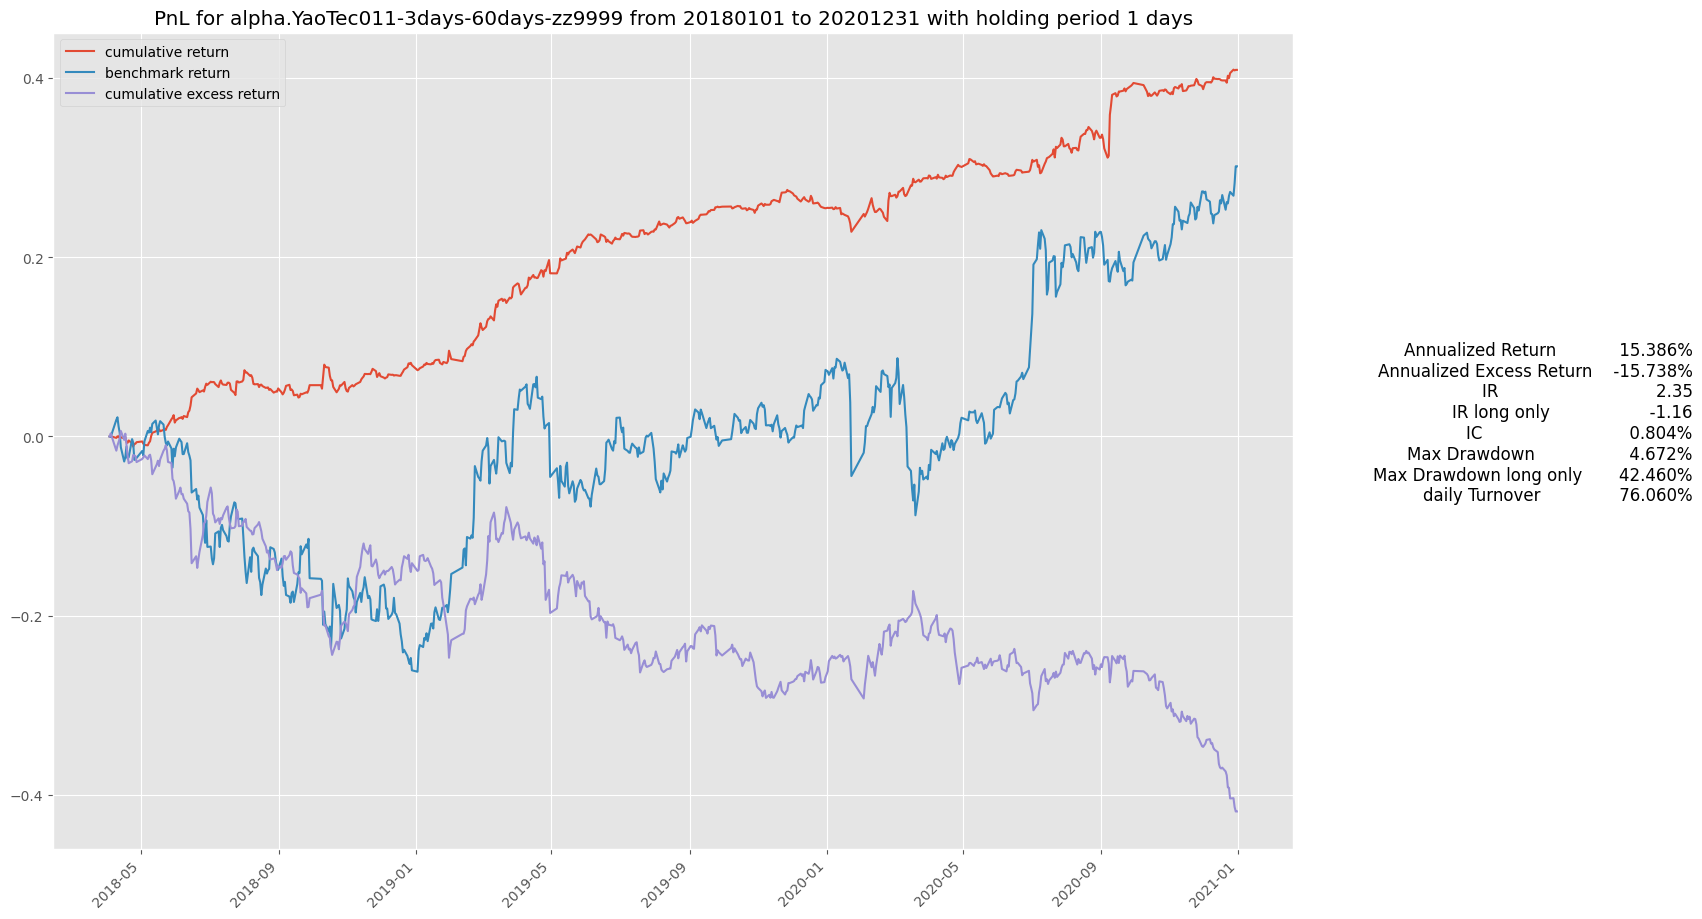 PnL for alpha.YaoTec011-3days-60days-zz9999 from 20180101 to 20201231 with holding period 1 days
cumulative return
benchmark return
cumulative excess return
0.4
0.2
0.0
−0.2
−0.4
2018-05
2018-09
2019-01
2019-05
2019-09
2020-01
2020-05
2020-09
2021-01
Annualized Return 15.386%
Annualized Excess Return -15.738%
IR 2.35
IR long only -1.16
IC 0.804%
Max Drawdown 4.672%
Max Drawdown long only 42.460%
daily Turnover 76.060%